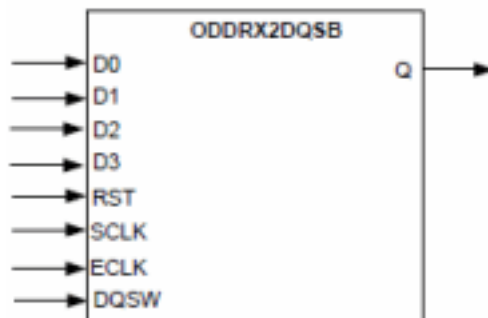 ODDRX2DQSB
D0
Q
D1
D2
D3
RST
SCLK
ECLK
DQSW